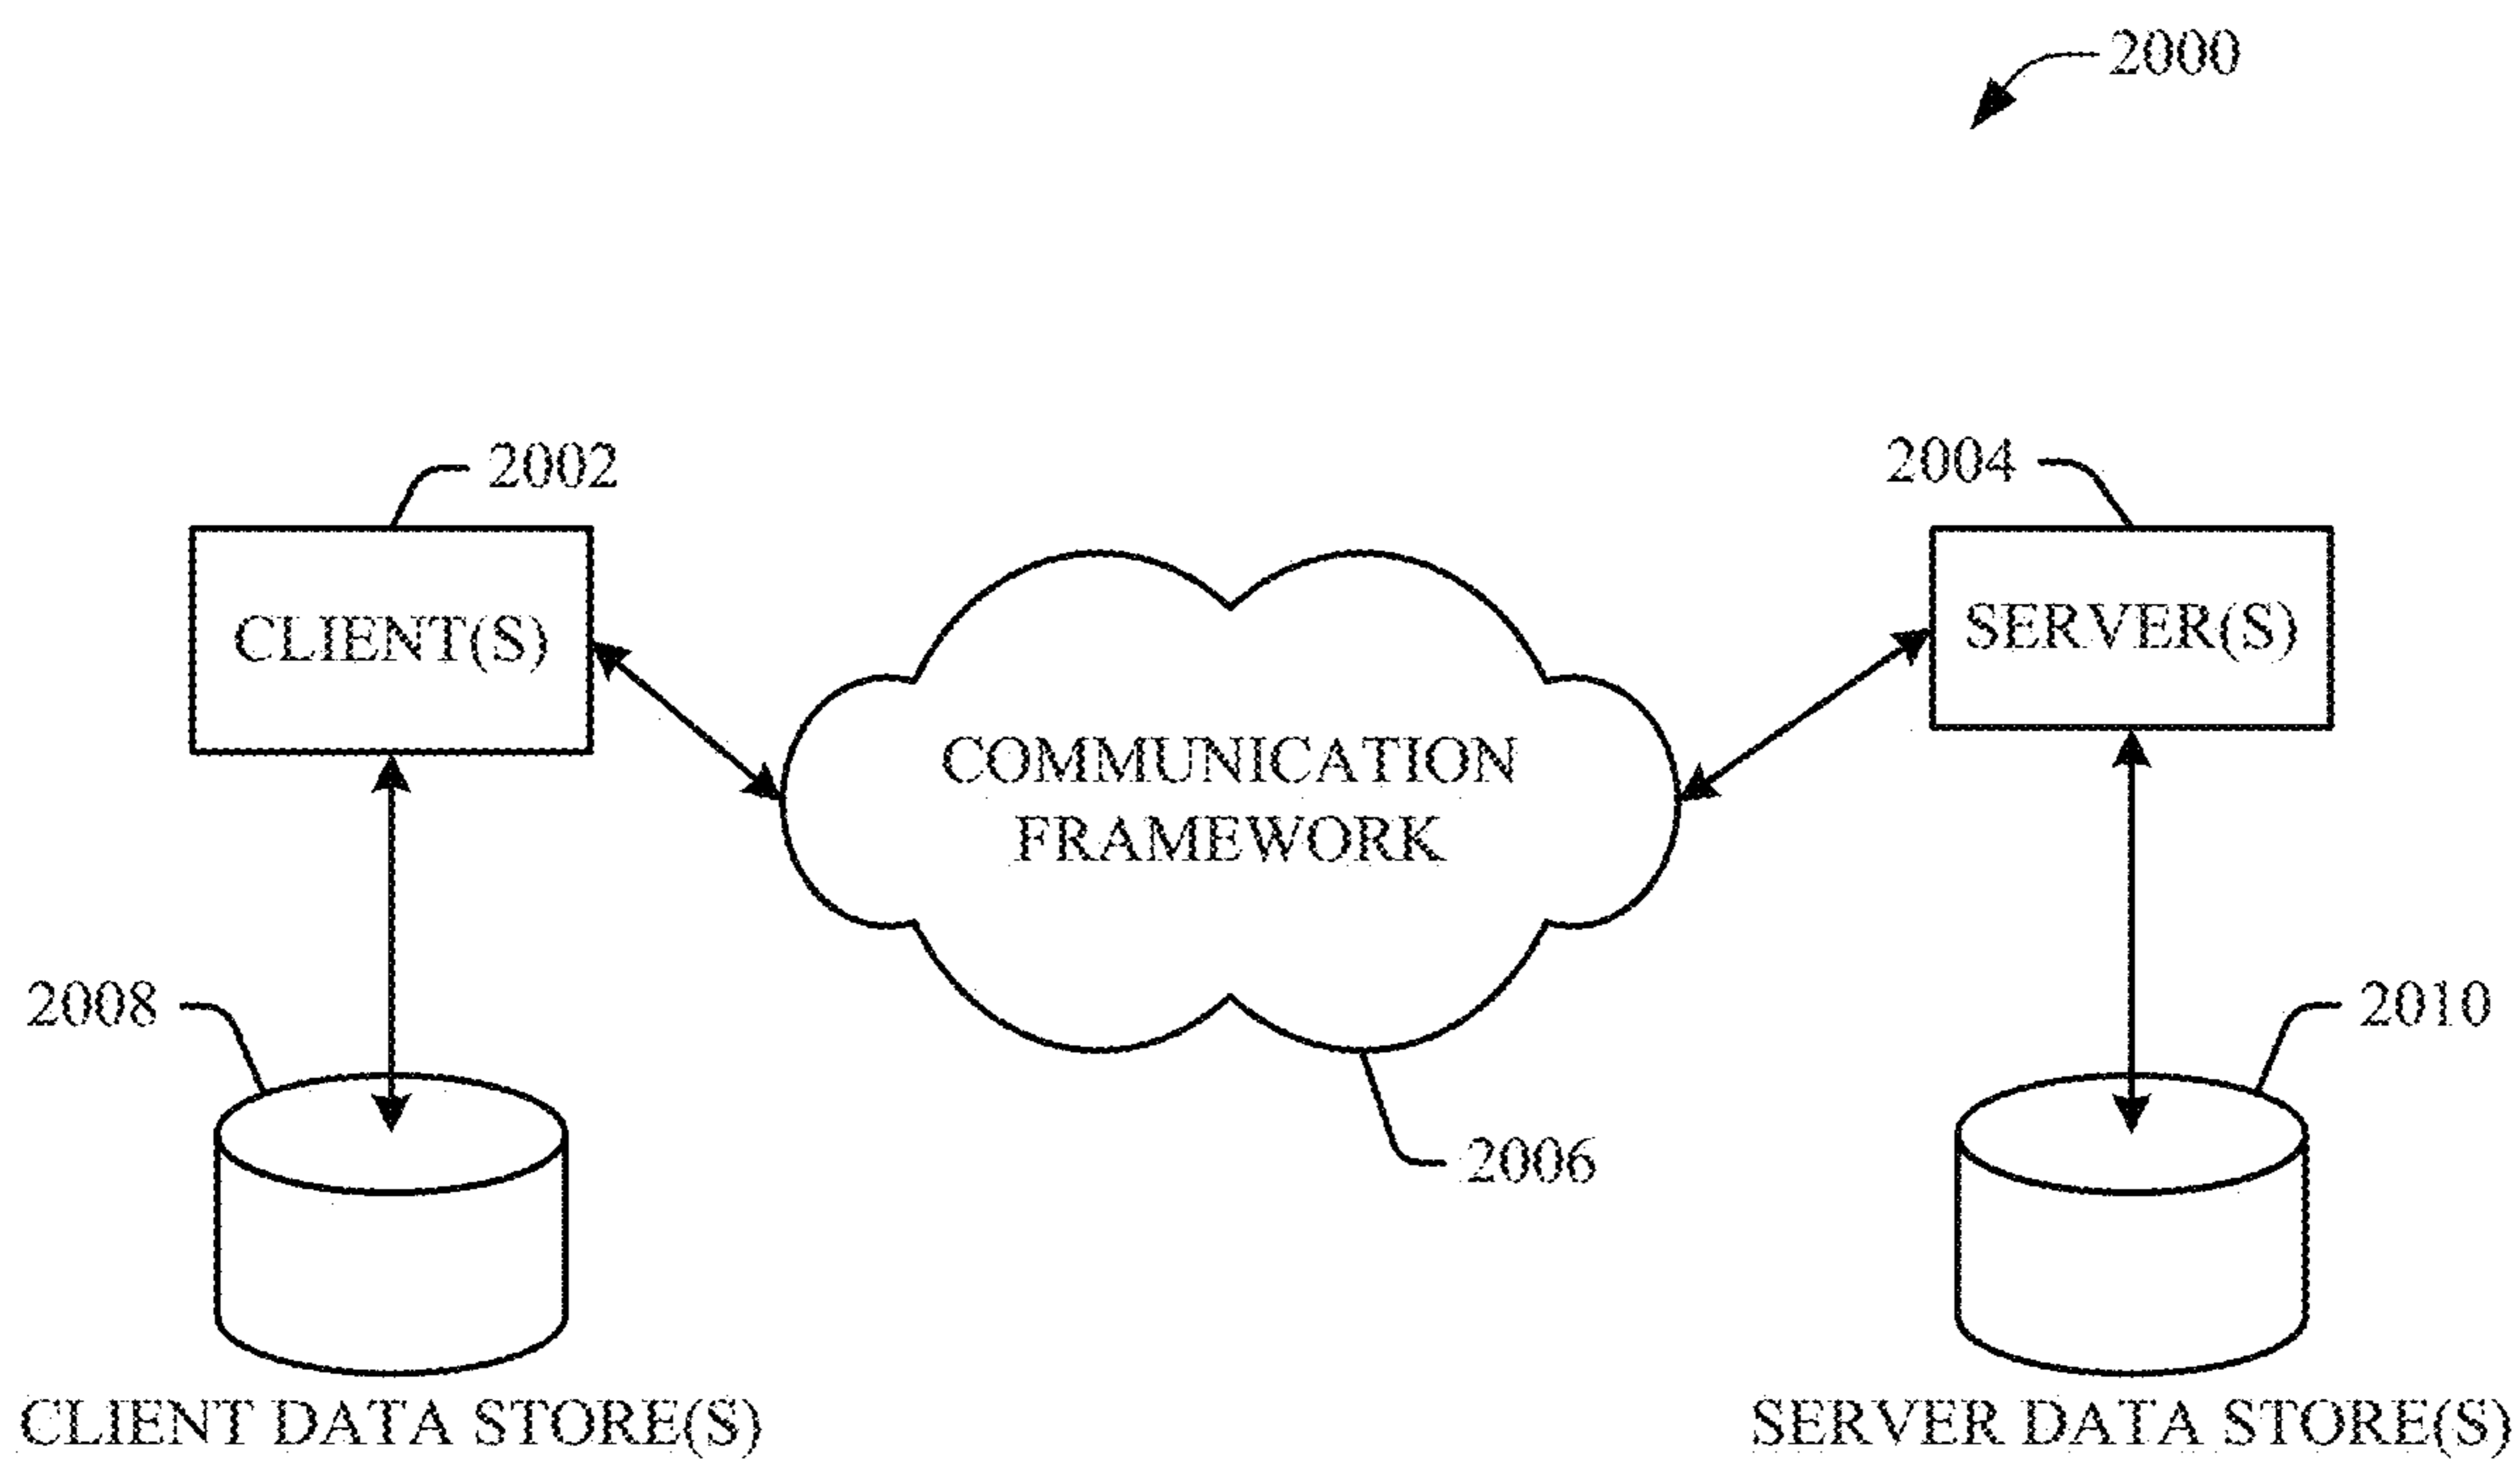 2000
2002
2004
CLIENT(S)
SERVER(S)
COMMUNICATION
FRAMEWORK
2008
2010
2006
CLIENT DATA STORE(S)
SERVER DATA STORE(S)